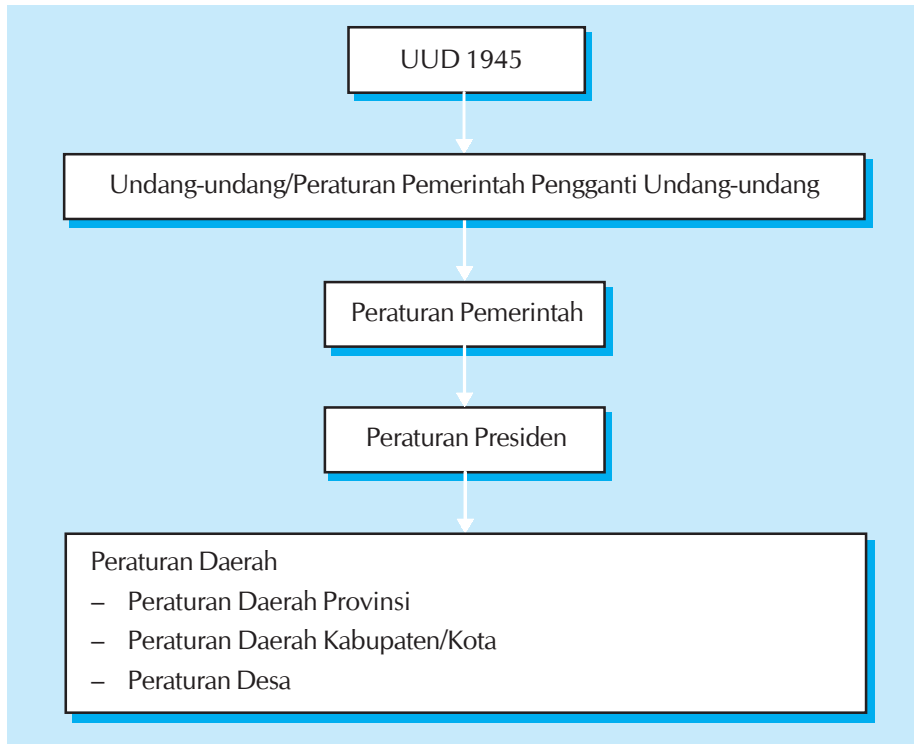 UUD 1945
Undang-undang/Peraturan Pemerintah Pengganti Undang-undang
Peraturan Pemerintah
Peraturan Presiden
Peraturan Daerah
– Peraturan Daerah Provinsi
– Peraturan Daerah Kabupaten/Kota
– Peraturan Desa